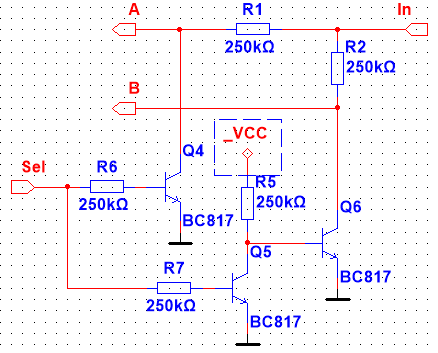 A R1 In
250kΩ R2
250kΩ
B
_VCC
Q4
Sel R6
R5
250kΩ 250kΩ Q6
BC817
Q5
R7 BC817
250kΩ
BC817